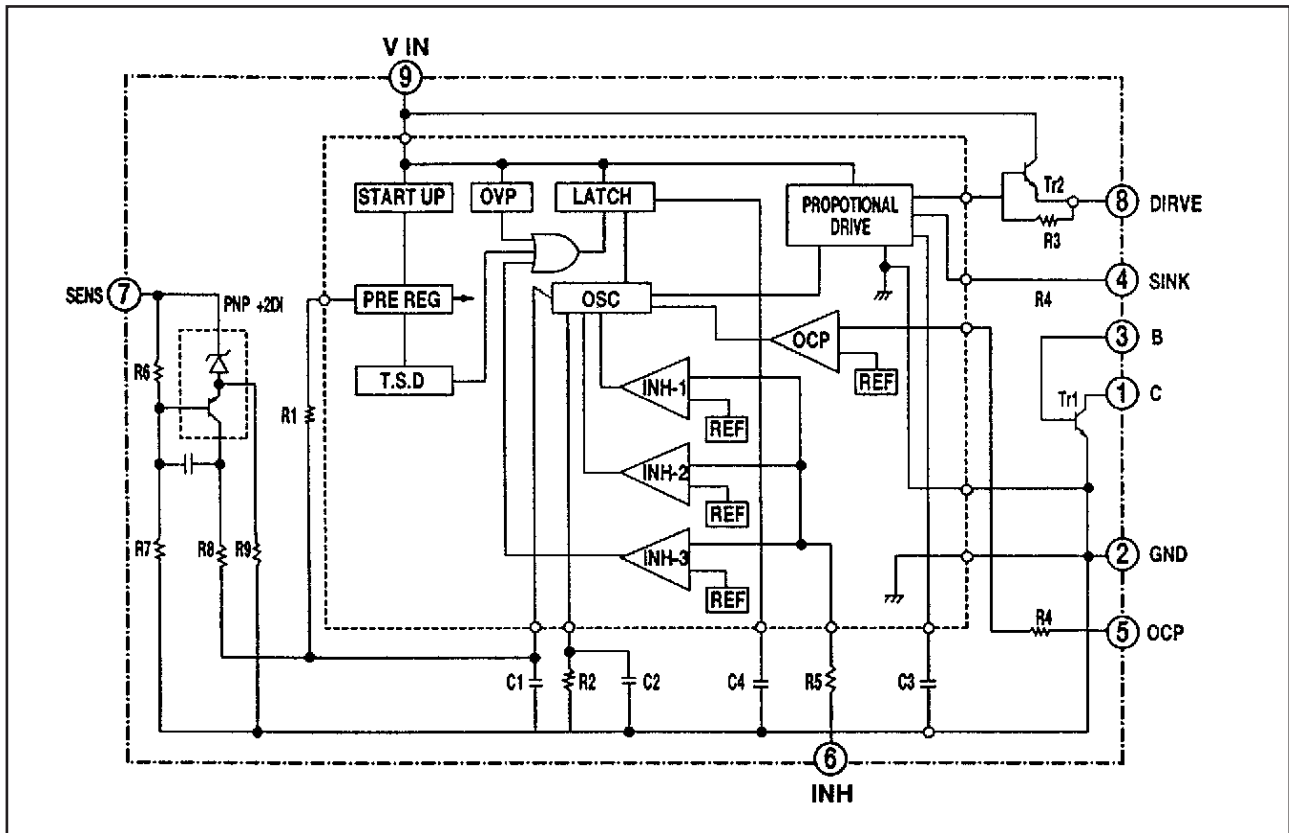 V IN
9
START UP
OVP
LATCH
PROPOTIONAL
DRIVE
Tr2
8 DIRVE
R3
SENS 7
PNP +2DI
PRE REG
OSC
4 SINK
R4
OCP
REF
3 B
R6
T.S.D
INH-1
REF
R1
Tr1
1 C
INH-2
REF
R7
R8
R9
INH-3
REF
2 GND
R4
5 OCP
C1
R2
C2
C4
R5
C3
6
INH